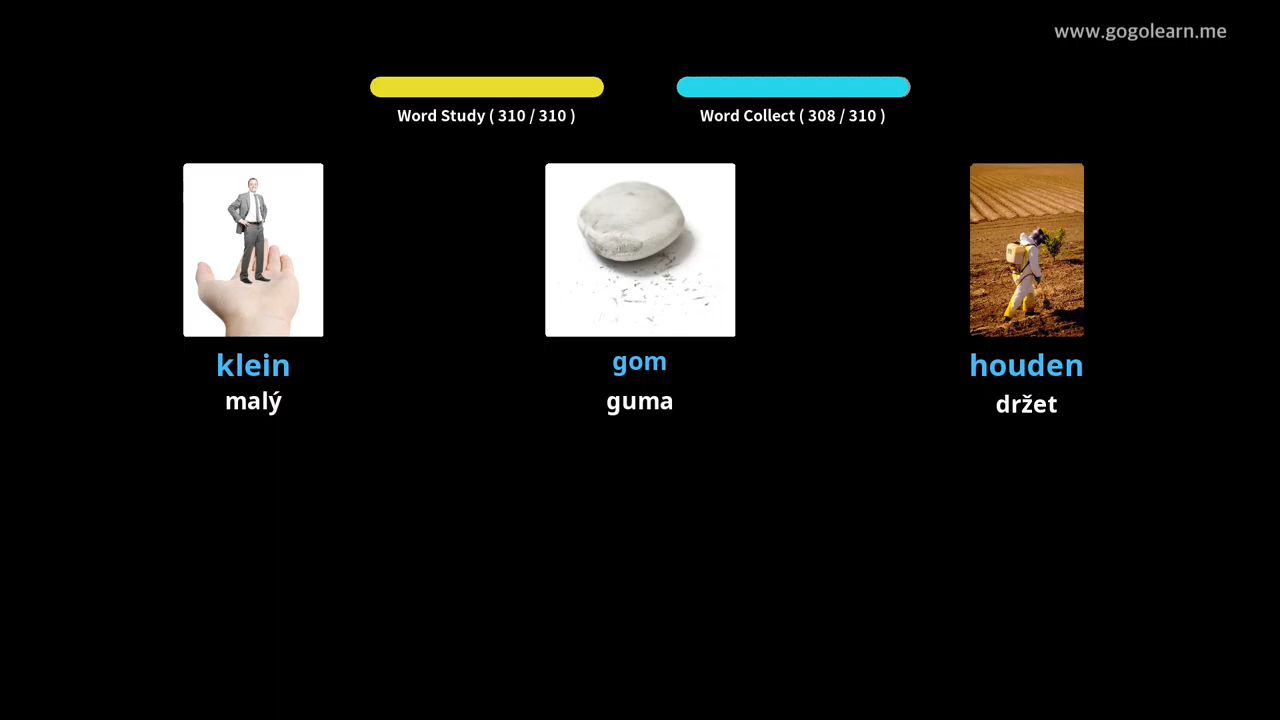 www.gogolearn.me
Word Study ( 310 / 310 )
Word Collect ( 308 / 310 )
klein
malý
gom
guma
houden
držet